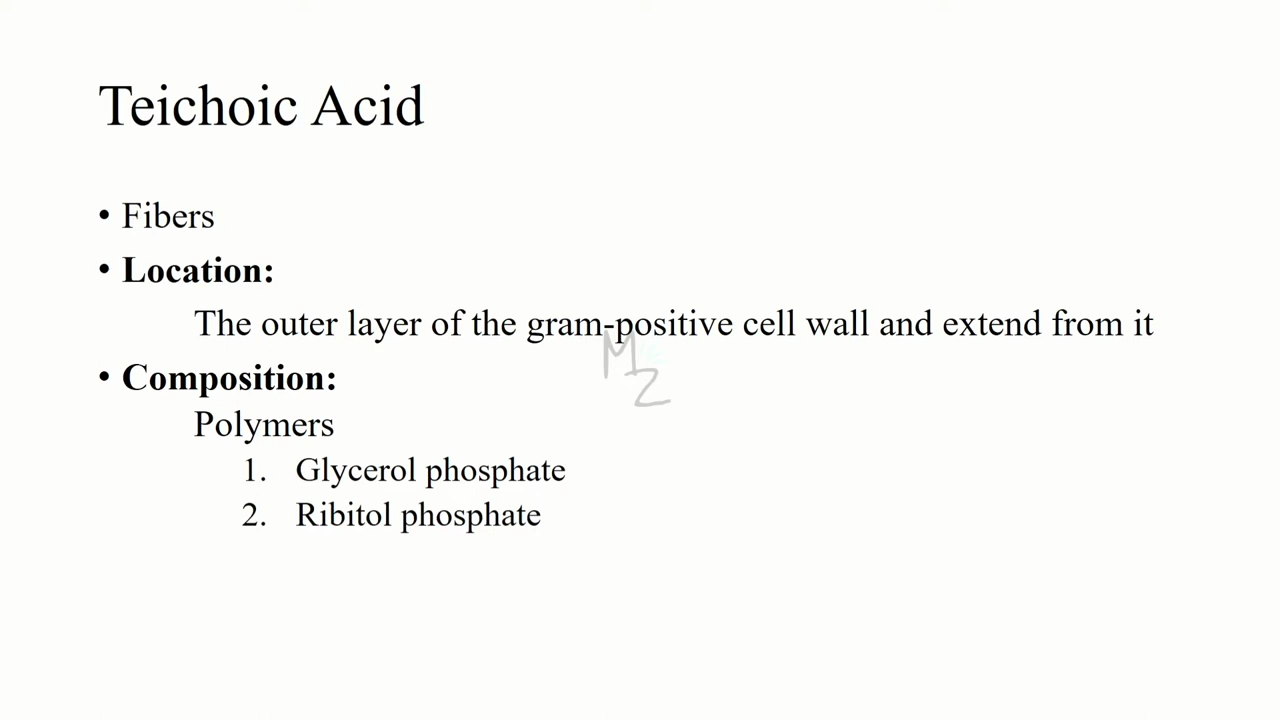 Teichoic Acid
• Fibers
• Location:
The outer layer of the gram-positive cell wall and extend from it
M
Z
• Composition:
Polymers
1. Glycerol phosphate
2. Ribitol phosphate